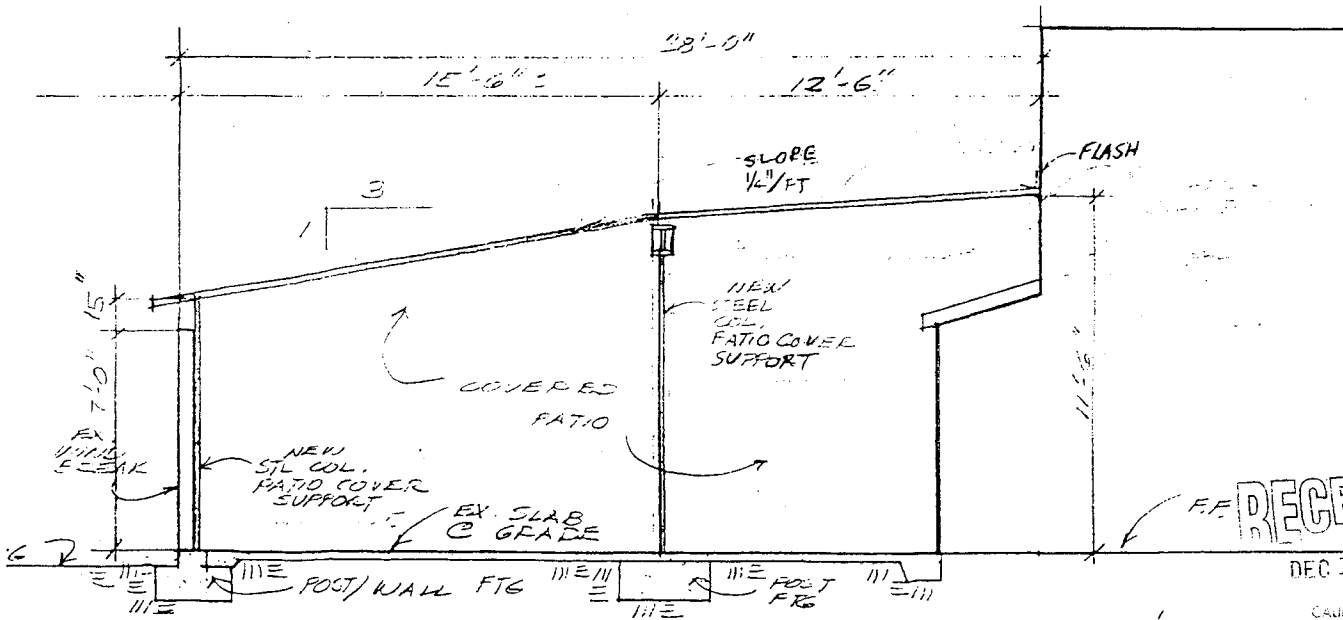 28'-0"
15'-6" ±
12'-6"
SLOPE
1/4"/FT
FLASH
3
1
15"
7'-0"
NEW
STEEL
COL.
PATIO COVER
SUPPORT
COVERED
PATIO
11'-6"
EX
WIND
BREAK
NEW
STL COL.
PATIO COVER
SUPPORT
EX. SLAB
@ GRADE
F.F.
POST/WALL FTG
POST
FTG
DEC